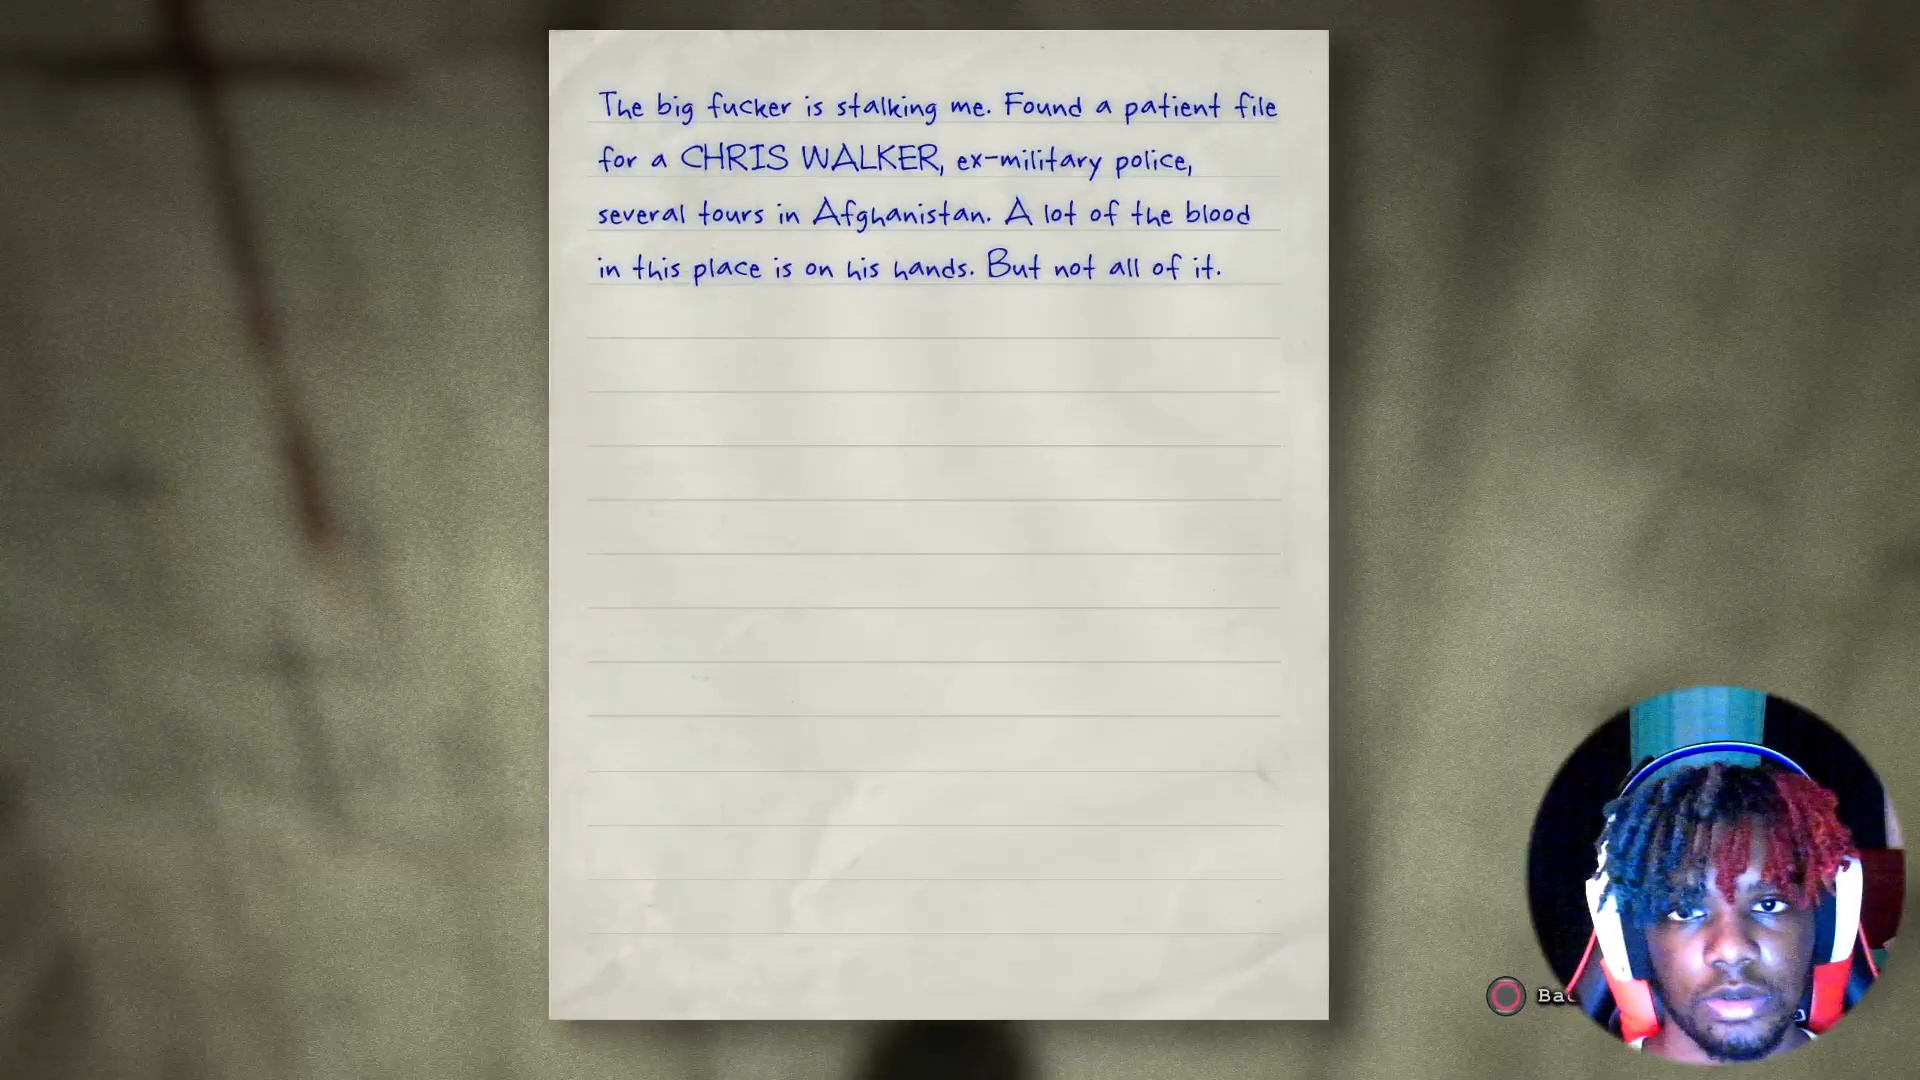 The big fucker is stalking me. Found a patient file
for a CHRIS WALKER, ex-military police,
several tours in Afghanistan. A lot of the blood
in this place is on his hands. But not all of it.